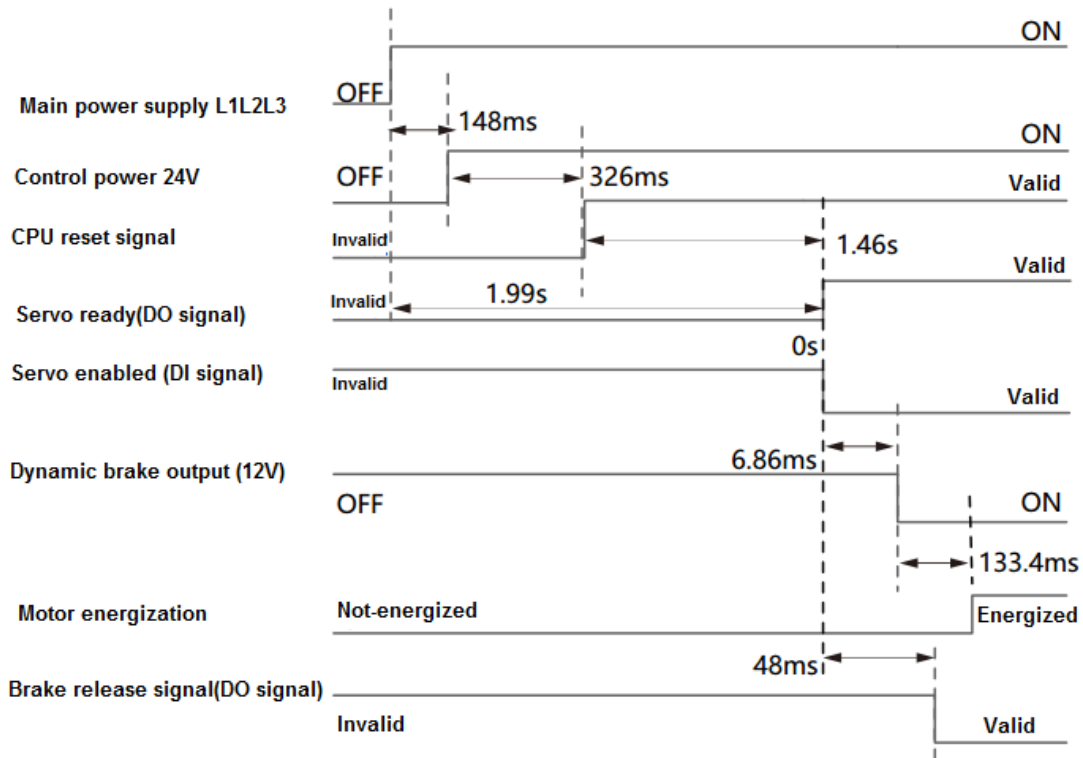 ON
OFF
Main power supply L1L2L3
148ms
ON
Control power 24V
OFF
326ms
Valid
CPU reset signal
Invalid
1.46s
Valid
Invalid
1.99s
Servo ready(DO signal)
0s
Servo enabled (DI signal)
Invalid
Valid
6.86ms
Dynamic brake output (12V)
OFF
ON
133.4ms
Motor energization
Not-energized
Energized
48ms
Brake release signal(DO signal)
Invalid
Valid